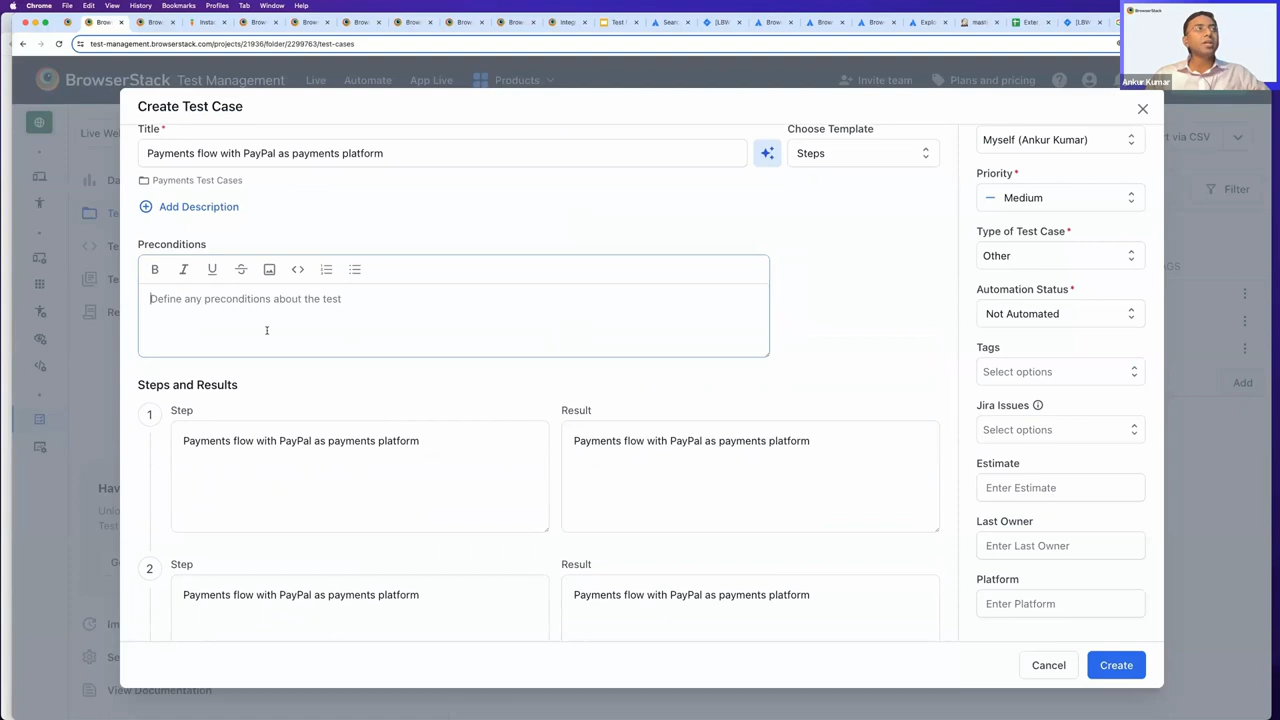 Chrome File Edit View History Bookmarks Profiles Tab Window Help
test-management.browserstack.com/projects/21936/folder/2299763/test-cases
BrowserStack
Ankur Kumar
BrowserStack Test Management Live Automate App Live Products Invite team Plans and pricing
Create Test Case
Title*
Choose Template
Payments flow with PayPal as payments platform
Steps
Payments Test Cases
Add Description
Preconditions
Define any preconditions about the test
Steps and Results
1
Step
Result
Payments flow with PayPal as payments platform
Payments flow with PayPal as payments platform
2
Step
Result
Payments flow with PayPal as payments platform
Payments flow with PayPal as payments platform
Myself (Ankur Kumar)
Priority*
Medium
Type of Test Case*
Other
Automation Status*
Not Automated
Tags
Select options
Jira Issues
Select options
Estimate
Enter Estimate
Last Owner
Enter Last Owner
Platform
Enter Platform
Cancel
Create
Live We
via CSV
Filter
Add
View Documentation